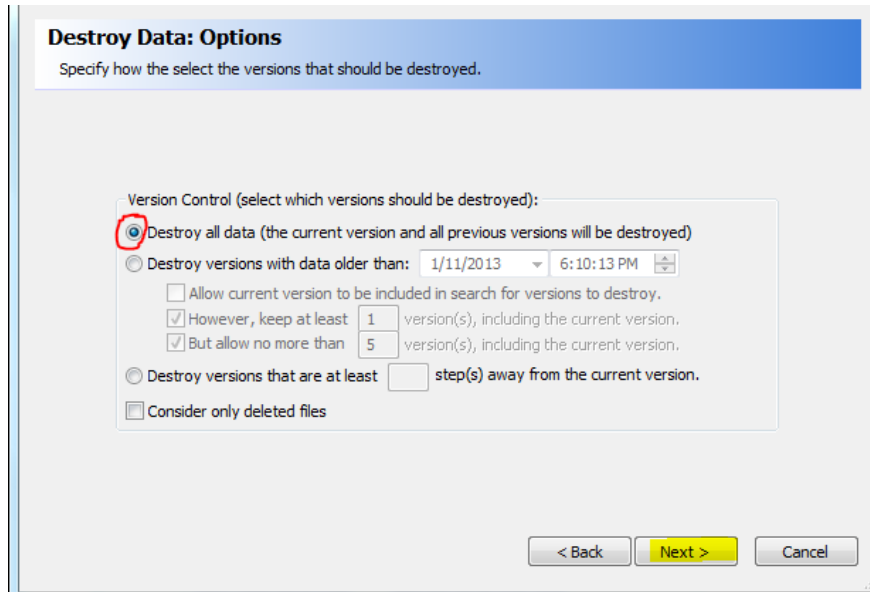 Destroy Data: Options
Specify how the select the versions that should be destroyed.
Version Control (select which versions should be destroyed):
Destroy all data (the current version and all previous versions will be destroyed)
Destroy versions with data older than: 1/11/2013 6:10:13 PM
Allow current version to be included in search for versions to destroy.
However, keep at least 1 version(s), including the current version.
But allow no more than 5 version(s), including the current version.
Destroy versions that are at least step(s) away from the current version.
Consider only deleted files
< Back Next > Cancel